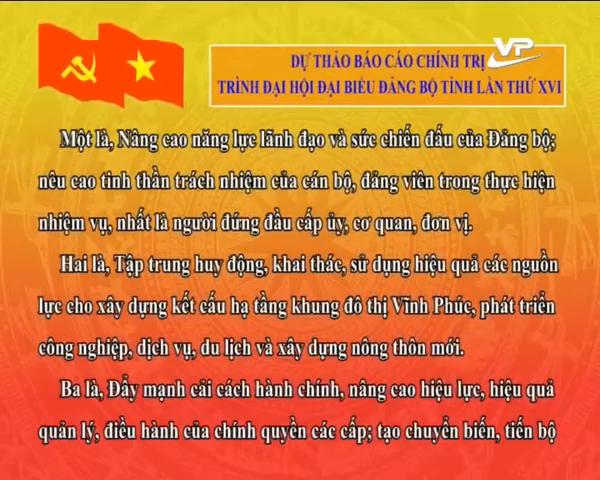 VP
DỰ THẢO BÁO CÁO CHÍNH TRỊ
TRÌNH ĐẠI HỘI ĐẠI BIỂU ĐẢNG BỘ TỈNH LẦN THỨ XVI
Một là, Nâng cao năng lực lãnh đạo và sức chiến đấu của Đảng bộ;
nêu cao tinh thần trách nhiệm của cán bộ, đảng viên trong thực hiện
nhiệm vụ, nhất là người đứng đầu cấp ủy, cơ quan, đơn vị.
Hai là, Tập trung huy động, khai thác, sử dụng hiệu quả các nguồn
lực cho xây dựng kết cấu hạ tầng khung đô thị Vĩnh Phúc, phát triển
công nghiệp, dịch vụ, du lịch và xây dựng nông thôn mới.
Ba là, Đẩy mạnh cải cách hành chính, nâng cao hiệu lực, hiệu quả
quản lý, điều hành của chính quyền các cấp; tạo chuyển biến, tiến bộ